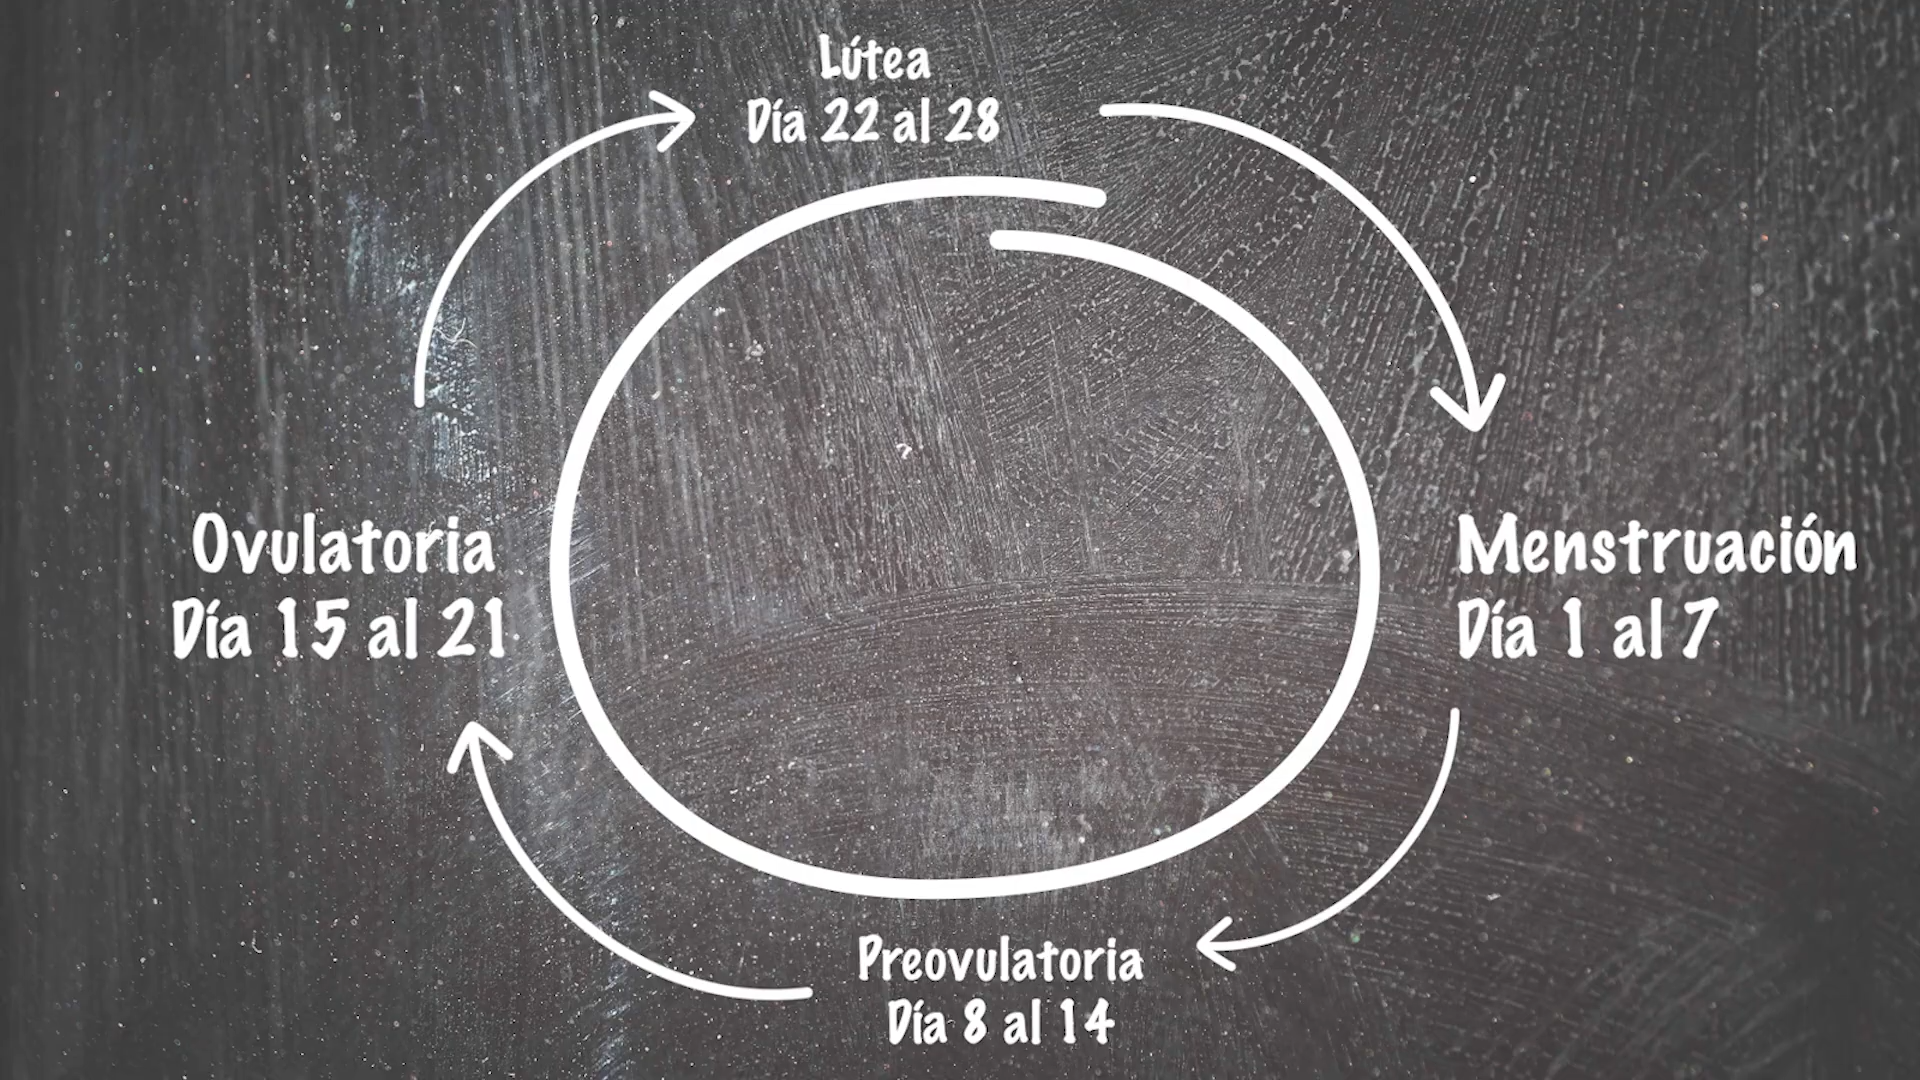 Lútea
Día 22 al 28
Menstruación
Día 1 al 7
Preovulatoria
Día 8 al 14
Ovulatoria
Día 15 al 21